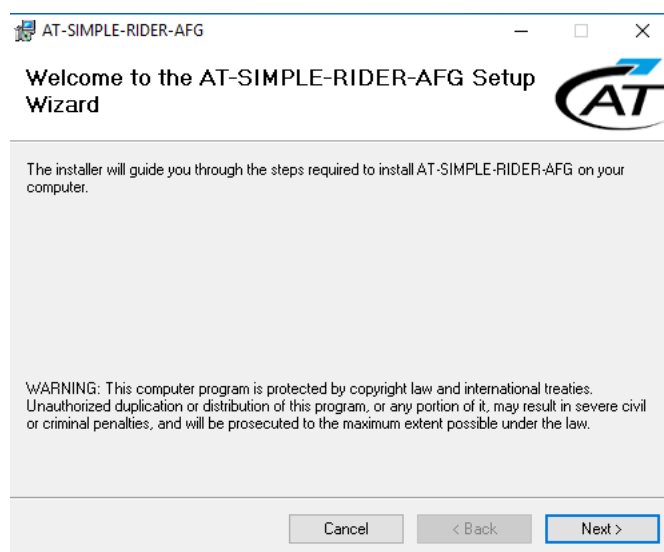 AT-SIMPLE-RIDER-AFG
Welcome to the AT-SIMPLE-RIDER-AFG Setup
Wizard
AT
The installer will guide you through the steps required to install AT-SIMPLE-RIDER-AFG on your
computer.
WARNING: This computer program is protected by copyright law and international treaties.
Unauthorized duplication or distribution of this program, or any portion of it, may result in severe civil
or criminal penalties, and will be prosecuted to the maximum extent possible under the law.
Cancel
< Back
Next >